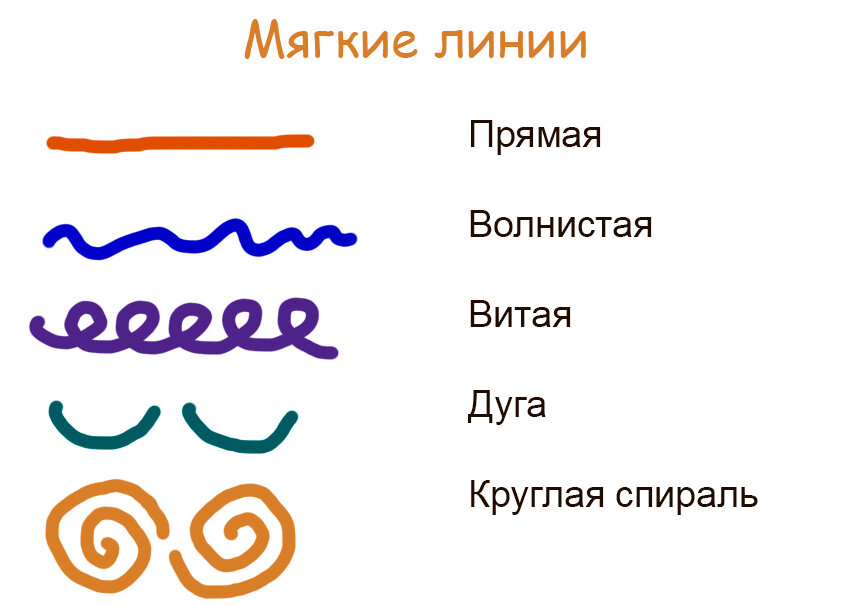 Мягкие линии
Прямая
Волнистая
Витая
Дуга
Круглая спираль